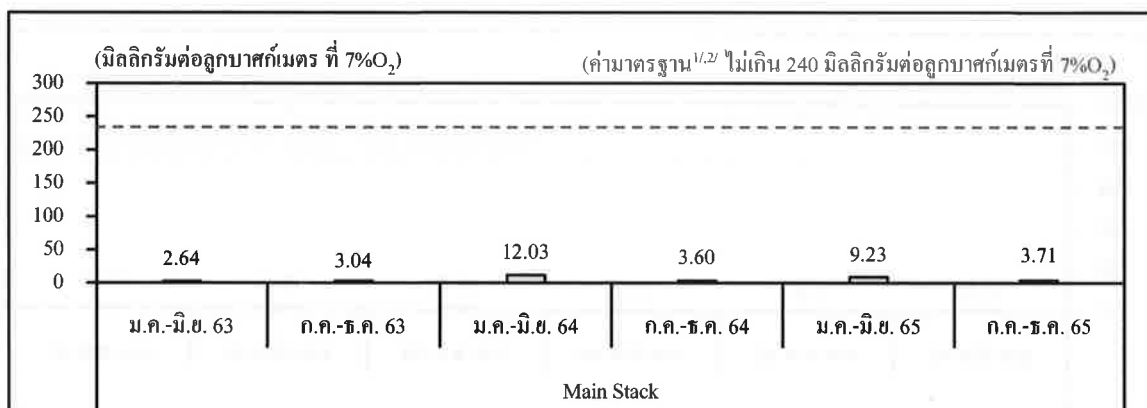 (มิลลิกรัมต่อลูกบาศก์เมตร ที่ 7%O₂) (ค่ามาตรฐาน¹/,²/ ไม่เกิน 240 มิลลิกรัมต่อลูกบาศก์เมตรที่ 7%O₂)
300
250
200
150
100
50
0
2.64 3.04 12.03 3.60 9.23 3.71
ม.ค.-มิ.ย. 63 ก.ค.-ธ.ค. 63 ม.ค.-มิ.ย. 64 ก.ค.-ธ.ค. 64 ม.ค.-มิ.ย. 65 ก.ค.-ธ.ค. 65
Main Stack